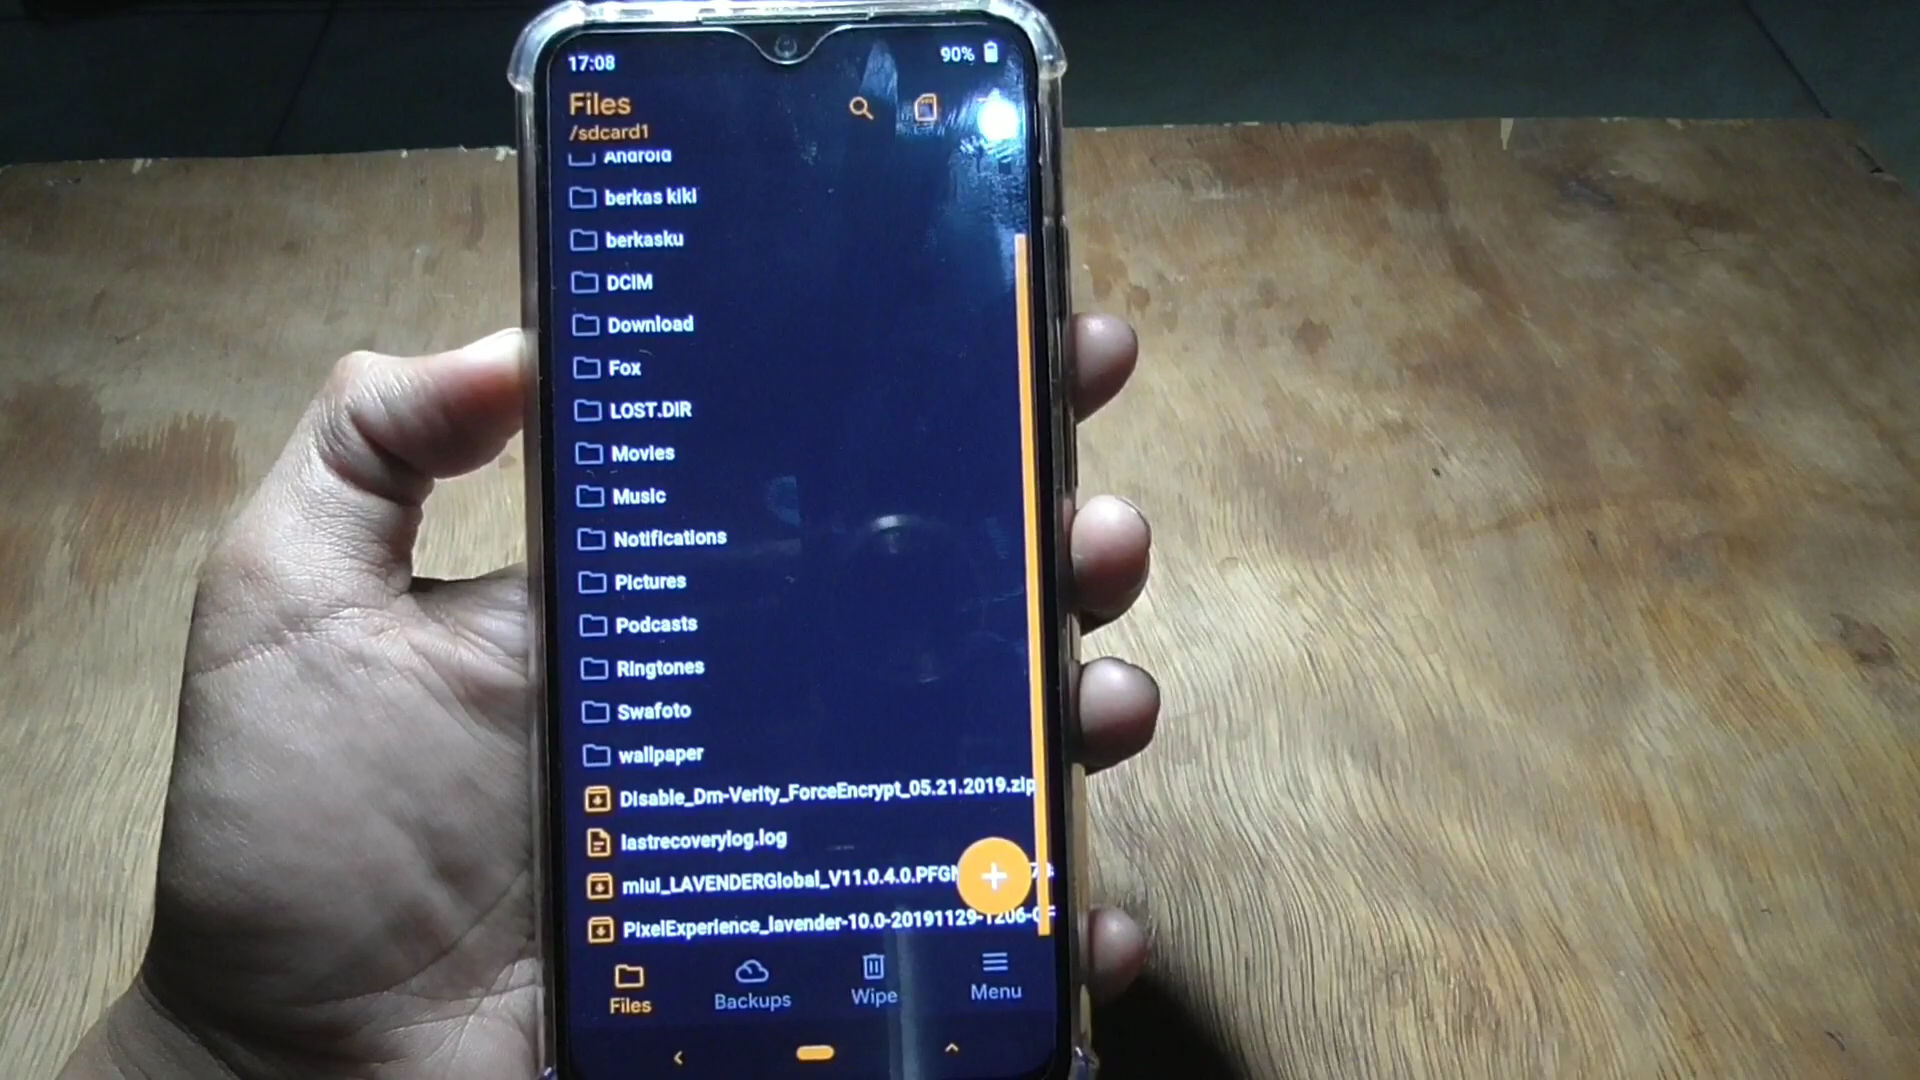 17:08
90%
Files
/sdcard1
Android
berkas kiki
berkasku
DCIM
Download
Fox
LOST.DIR
Movies
Music
Notifications
Pictures
Podcasts
Ringtones
Swafoto
wallpaper
Disable_Dm-Verity_ForceEncrypt_05.21.2019.zip
lastrecoverylog.log
miui_LAVENDERGlobal_V11.0.4.0.PFG
PixelExperience_lavender-10.0-20191129-1206-OF
Files
Backups
Wipe
Menu